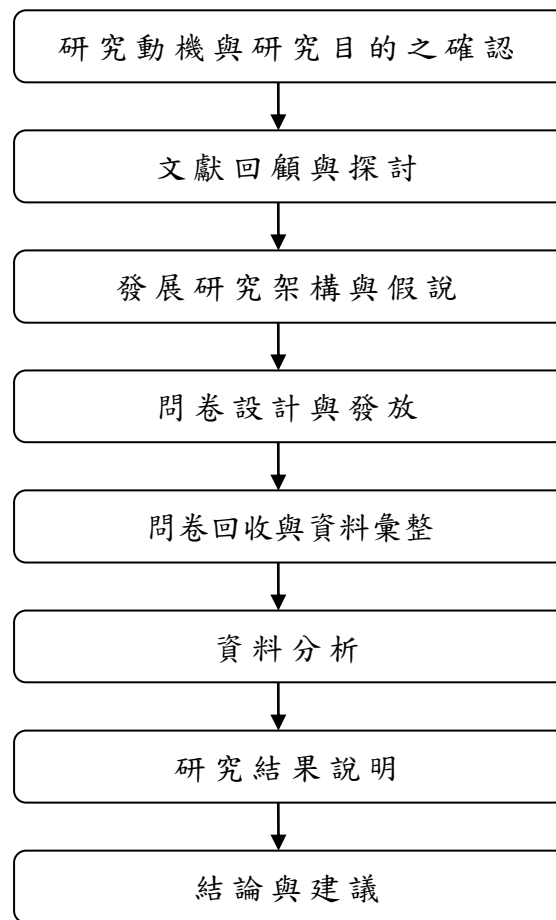 研究動機與研究目的之確認
文獻回顧與探討
發展研究架構與假說
問卷設計與發放
問卷回收與資料彙整
資料分析
研究結果說明
結論與建議